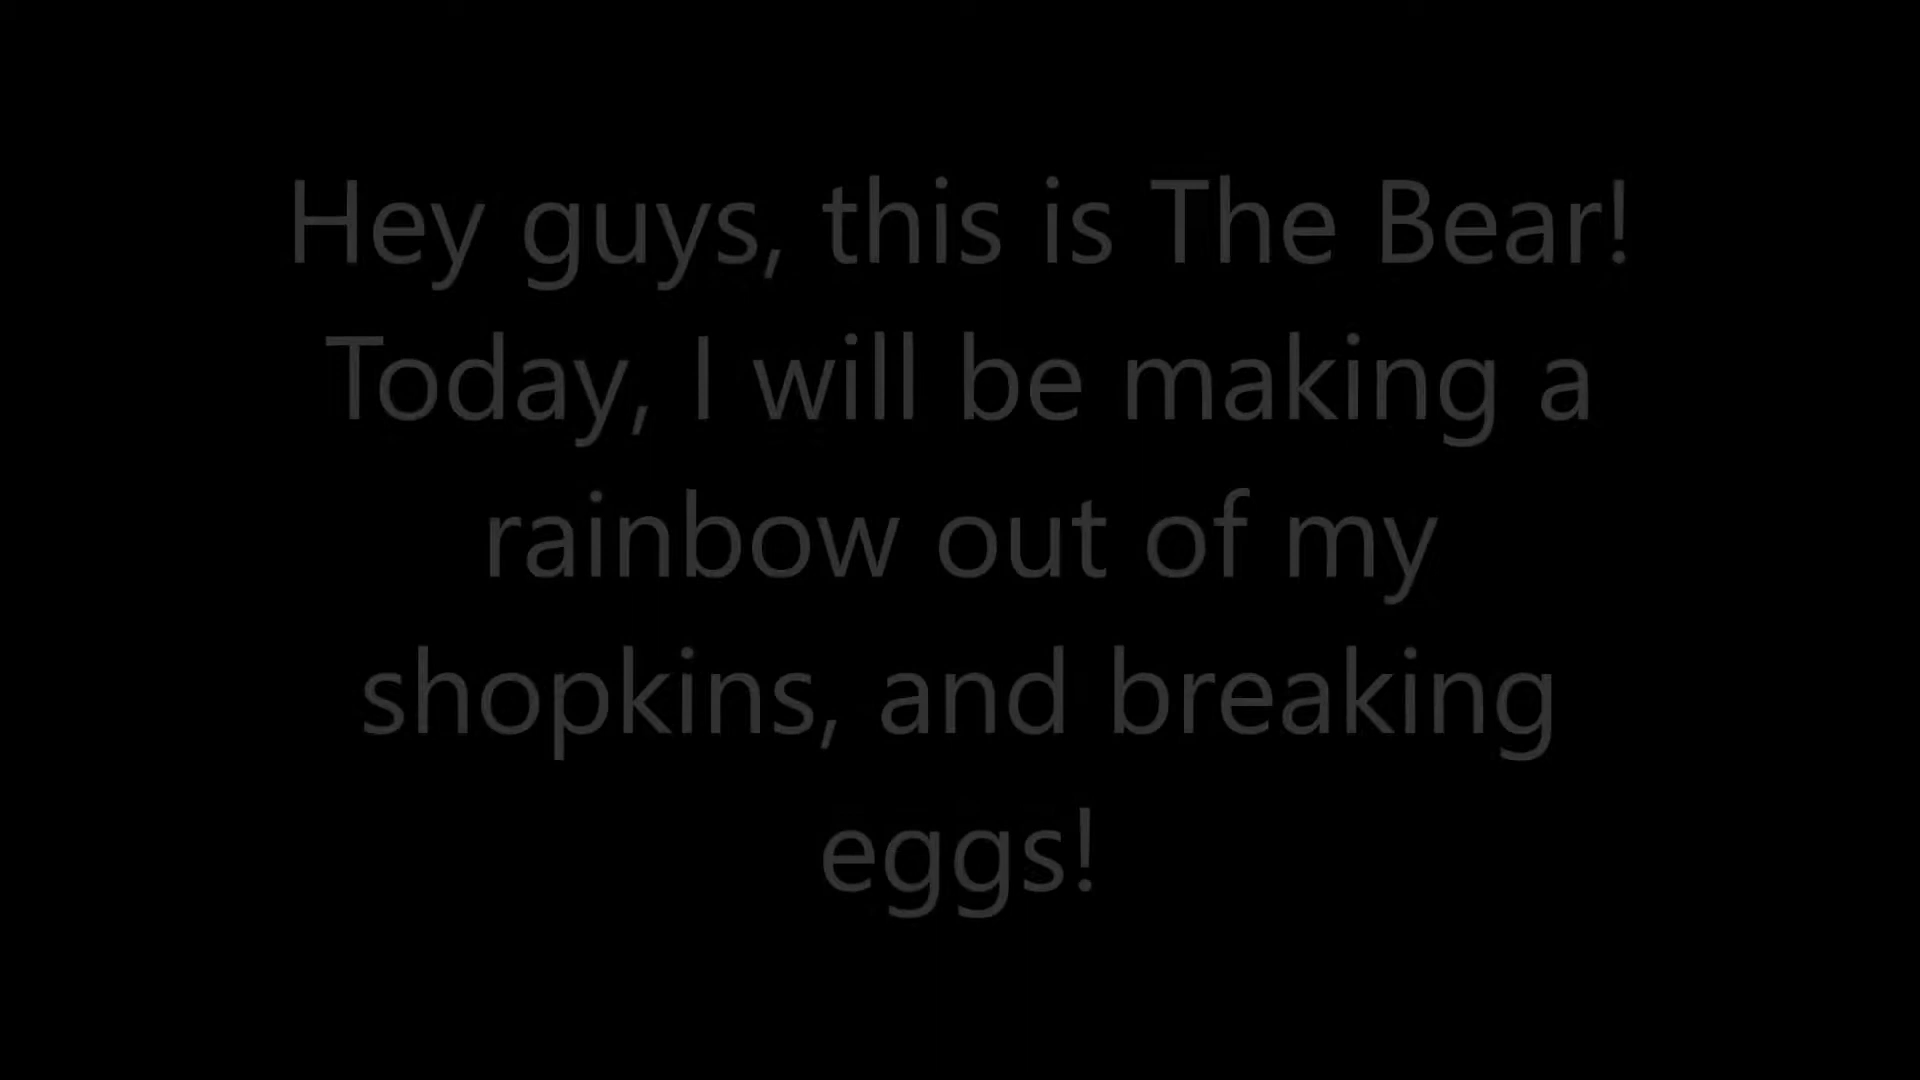 Hey guys, this is The Bear!
Today, I will be making a
rainbow out of my
shopkins, and breaking
eggs!